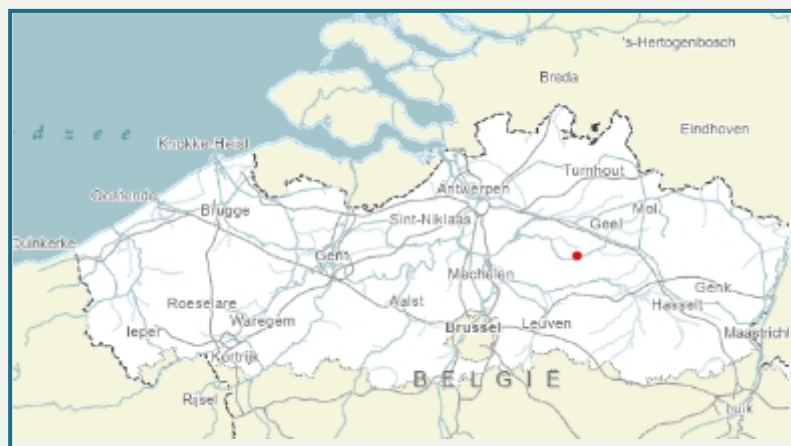 's-Hertogenbosch
Breda
d z e e
Eindhoven
Knokke-Heist
Turnhout
Antwerpen
Oostende
Mol
Brugge
Sint-Niklaas
Geel
Duinkerke
Gent
Mechelen
Genk
Roeselare
Aalst
Hasselt
Ieper
Waregem
Brussel
Leuven
Maastricht
Kortrijk
BELGIË
Rijsel
Luik